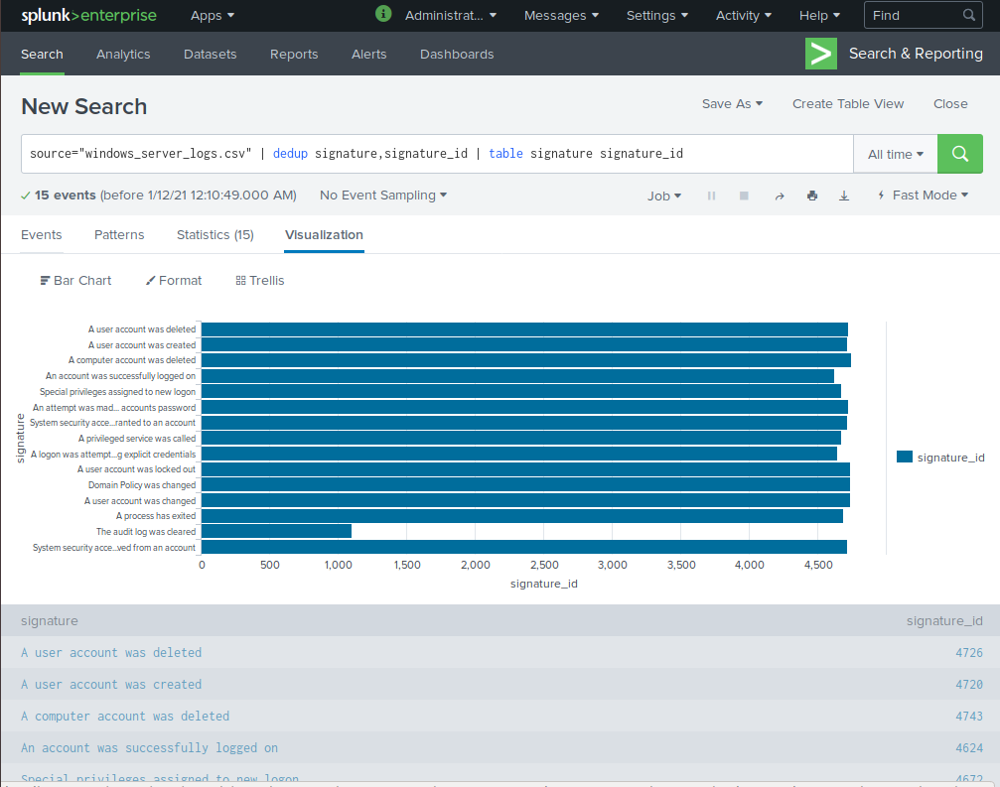 splunk>enterprise Apps Administrat... Messages Settings Activity Help Find
Search Analytics Datasets Reports Alerts Dashboards Search & Reporting
New Search Save As Create Table View Close
source="windows_server_logs.csv" | dedup signature,signature_id | table signature signature_id All time
15 events (before 1/12/21 12:10:49.000 AM) No Event Sampling Job Fast Mode
Events Patterns Statistics (15) Visualization
Bar Chart Format Trellis
A user account was deleted
A user account was created
A computer account was deleted
An account was successfully logged on
Special privileges assigned to new logon
An attempt was mad... accounts password
System security acce...ranted to an account
A privileged service was called
A logon was attempt...g explicit credentials
A user account was locked out
Domain Policy was changed
A user account was changed
A process has exited
The audit log was cleared
System security acce...ved from an account
signature
signature_id
0 500 1,000 1,500 2,000 2,500 3,000 3,500 4,000 4,500
signature_id
signature signature_id
A user account was deleted 4726
A user account was created 4720
A computer account was deleted 4743
An account was successfully logged on 4624
Special privileges assigned to new logon 4672